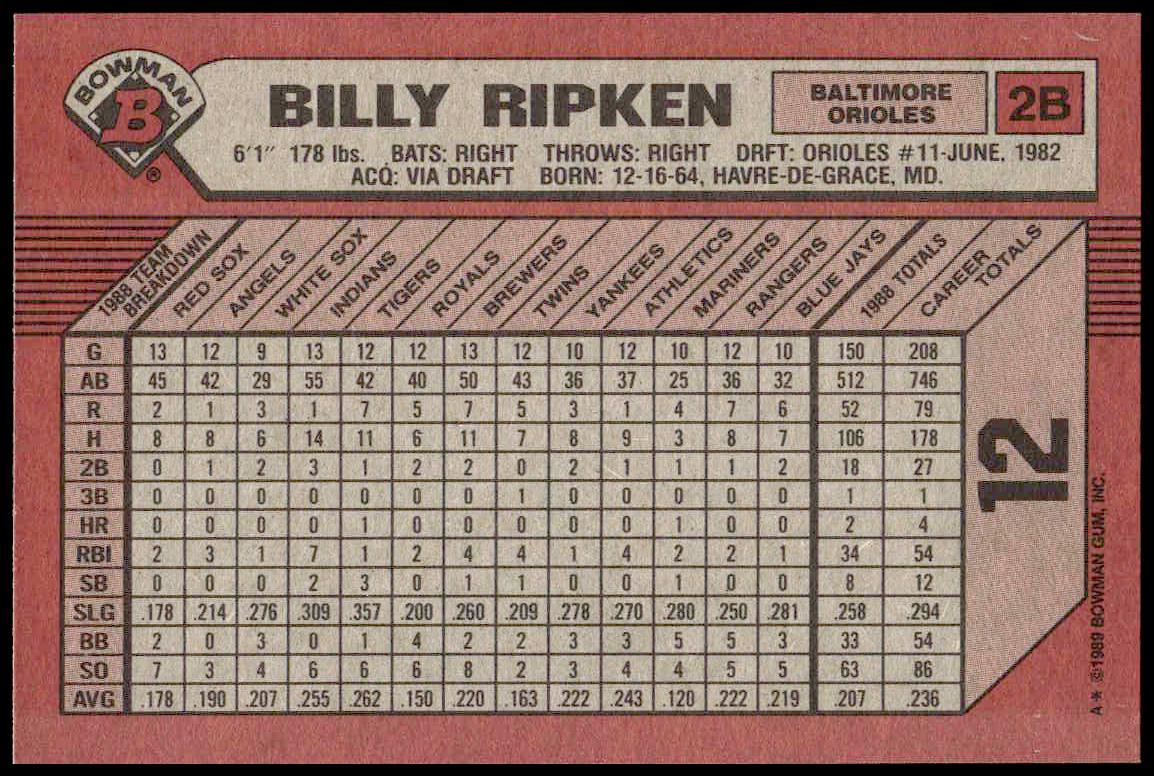 BOWMAN
B
®
BILLY RIPKEN
BALTIMORE
ORIOLES
2B
6'1" 178 lbs. BATS: RIGHT THROWS: RIGHT DRFT: ORIOLES #11-JUNE, 1982
ACQ: VIA DRAFT BORN: 12-16-64, HAVRE-DE-GRACE, MD.
1988 TEAM BREAKDOWN RED SOX ANGELS WHITE SOX INDIANS TIGERS ROYALS BREWERS TWINS YANKEES ATHLETICS MARINERS RANGERS BLUE JAYS 1988 TOTALS CAREER TOTALS
G 13 12 9 13 12 12 13 12 10 12 10 12 10 150 208
AB 45 42 29 55 42 40 50 43 36 37 25 36 32 512 746
R 2 1 3 1 7 5 7 5 3 1 4 7 6 52 79
H 8 8 6 14 11 6 11 7 8 9 3 8 7 106 178
2B 0 1 2 3 1 2 2 0 2 1 1 1 2 18 27
3B 0 0 0 0 0 0 0 1 0 0 0 0 0 1 1
HR 0 0 0 0 1 0 0 0 0 0 1 0 0 2 4
RBI 2 3 1 7 1 2 4 4 1 4 2 2 1 34 54
SB 0 0 0 2 3 0 1 1 0 0 1 0 0 8 12
SLG .178 .214 .276 .309 .357 .200 .260 .209 .278 .270 .280 .250 .281 .258 .294
BB 2 0 3 0 1 4 2 2 3 3 5 5 3 33 54
SO 7 3 4 6 6 6 8 2 3 4 4 5 5 63 86
AVG .178 .190 .207 .255 .262 .150 .220 .163 .222 .243 .120 .222 .219 .207 .236
12
A * ©1989 BOWMAN GUM, INC.